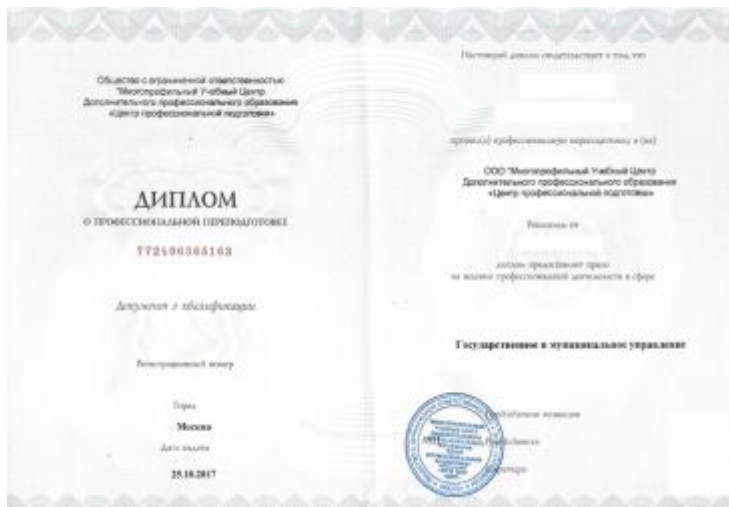 Общество с ограниченной ответственностью
"Многопрофильный Учебный Центр
Дополнительного профессионального образования
«Центр профессиональной подготовки»
ДИПЛОМ
О ПРОФЕССИОНАЛЬНОЙ ПЕРЕПОДГОТОВКЕ
Документ о квалификации
Регистрационный номер
Город
Москва
Дата выдачи
25.10.2017
Настоящий диплом свидетельствует о том, что
прошел(а) профессиональную переподготовку в (на)
ООО "Многопрофильный Учебный Центр
Дополнительного профессионального образования
«Центр профессиональной подготовки»
Решением от
диплом предоставляет право
на ведение профессиональной деятельности в сфере
Государственное и муниципальное управление
Председатель комиссии
Руководитель
Секретарь